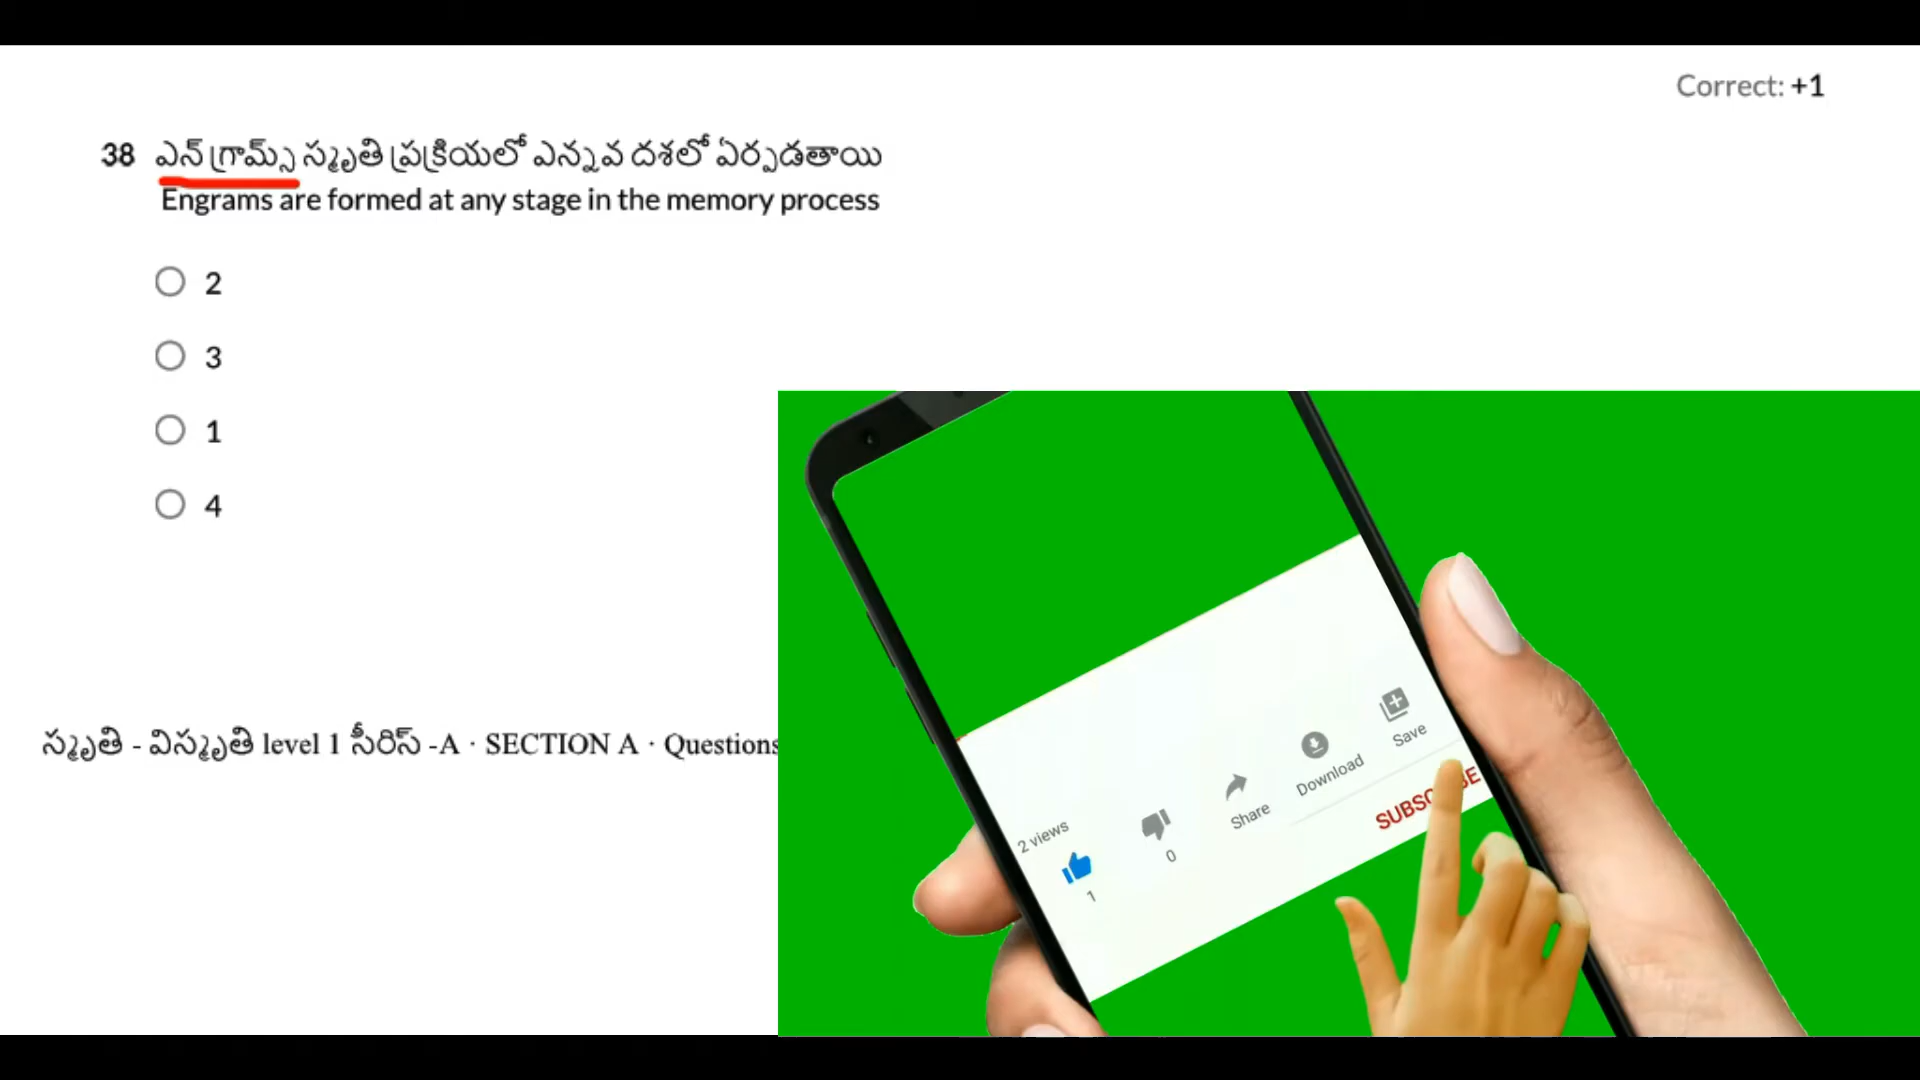 Correct: +1
38 ఎన్ గ్రామ్స్ స్మృతి ప్రక్రియలో ఎన్నవ దశలో ఏర్పడతాయి
Engrams are formed at any stage in the memory process
2
3
1
4
స్మృతి - విస్మృతి level 1 సీరిస్ -A · SECTION A · Questions
2 views
1
0
Share
Download
Save